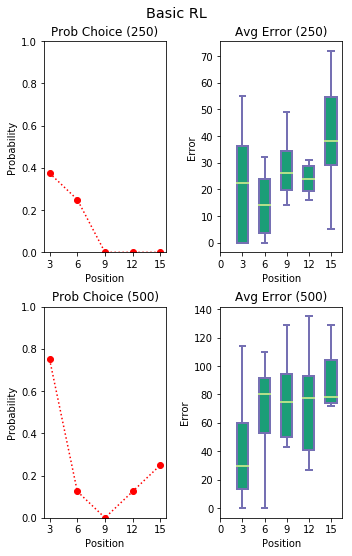 Basic RL
Prob Choice (250)
1.0
0.8
0.6
0.4
0.2
0.0
Probability
3 6 9 12 15
Position
Avg Error (250)
70
60
50
40
30
20
10
0
Error
0 3 6 9 12 15
Position
Prob Choice (500)
1.0
0.8
0.6
0.4
0.2
0.0
Probability
3 6 9 12 15
Position
Avg Error (500)
140
120
100
80
60
40
20
0
Error
0 3 6 9 12 15
Position